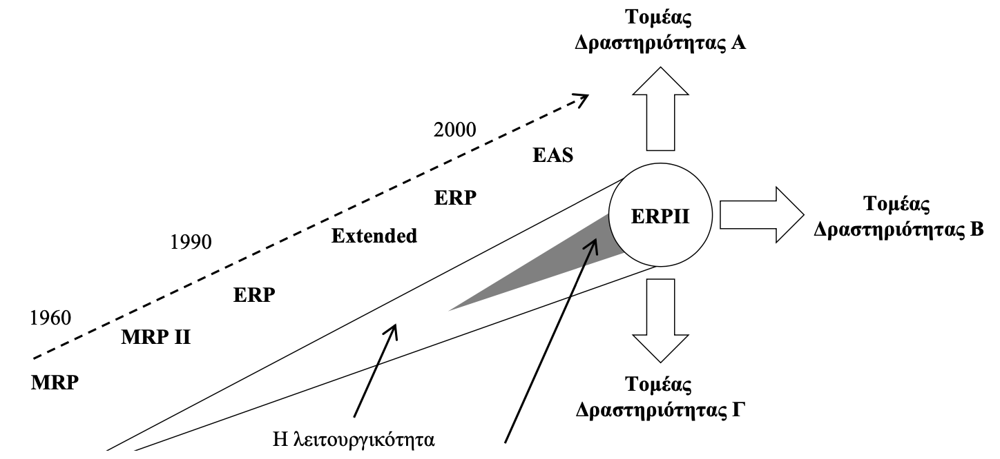 Τομέας
Δραστηριότητας Α
2000
EAS
ERP
ERPII
Τομέας
Δραστηριότητας Β
Extended
1990
ERP
1960
MRP II
MRP
Τομέας
Δραστηριότητας Γ
Η λειτουργικότητα